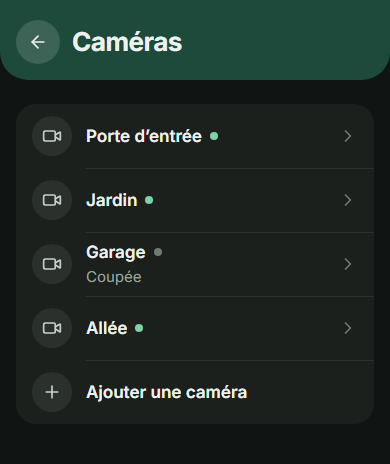 Caméras
Porte d’entrée
Jardin
Garage
Coupée
Allée
Ajouter une caméra